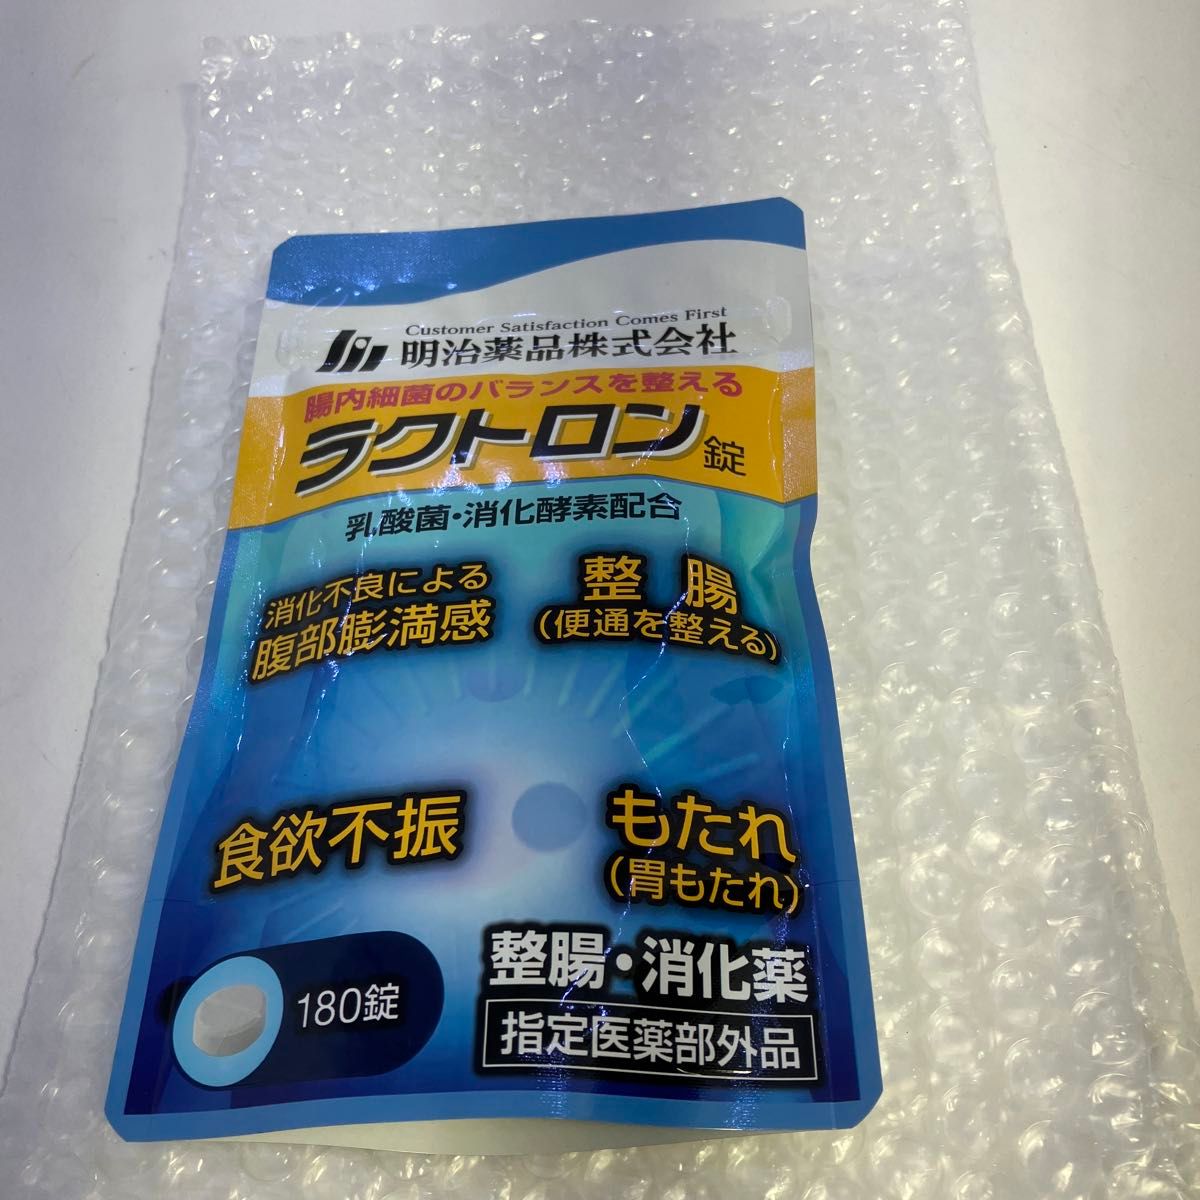 Customer Satisfaction Comes First
明治薬品株式会社
腸内細菌のバランスを整える
ラクトロン錠
乳酸菌・消化酵素配合
消化不良による
腹部膨満感
整腸
(便通を整える)
食欲不振
もたれ
(胃もたれ)
180錠
整腸・消化薬
指定医薬部外品